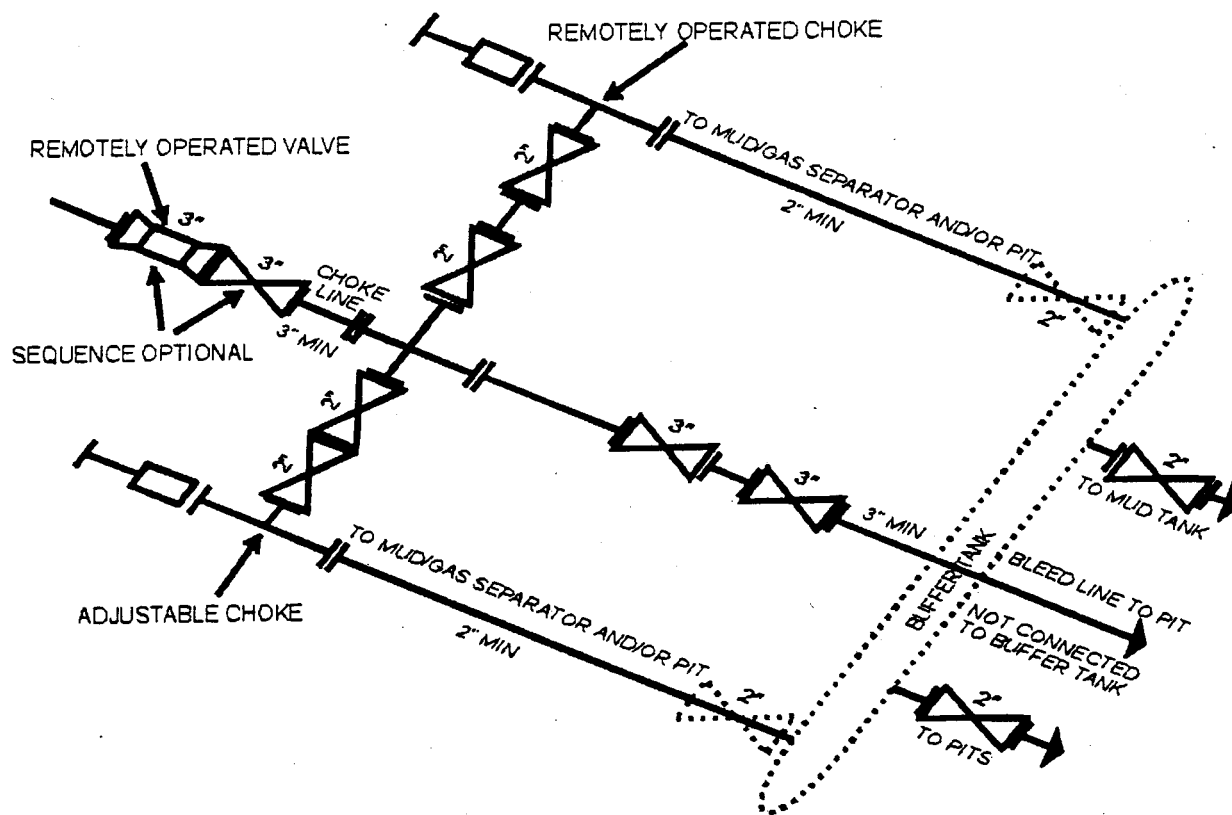 REMOTELY OPERATED CHOKE
REMOTELY OPERATED VALVE
TO MUD/GAS SEPARATOR AND/OR PIT
2" MIN
2"
2"
3"
3"
CHOKE
LINE
3" MIN
SEQUENCE OPTIONAL
2"
2"
2"
3"
3"
3" MIN
2"
TO MUD TANK
BUFFER TANK
BLEED LINE TO PIT
NOT CONNECTED
TO BUFFER TANK
ADJUSTABLE CHOKE
TO MUD/GAS SEPARATOR AND/OR PIT
2" MIN
2"
2"
TO PITS